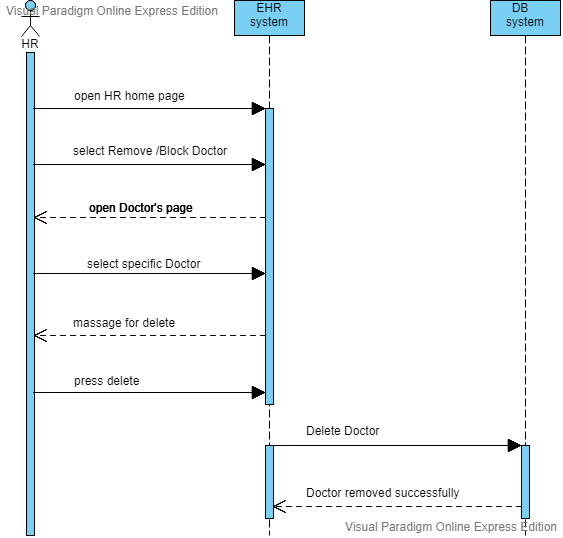 Visual Paradigm Online Express Edition
HR
EHR
system
DB
system
open HR home page
select Remove /Block Doctor
open Doctor's page
select specific Doctor
massage for delete
press delete
Delete Doctor
Doctor removed successfully
Visual Paradigm Online Express Edition